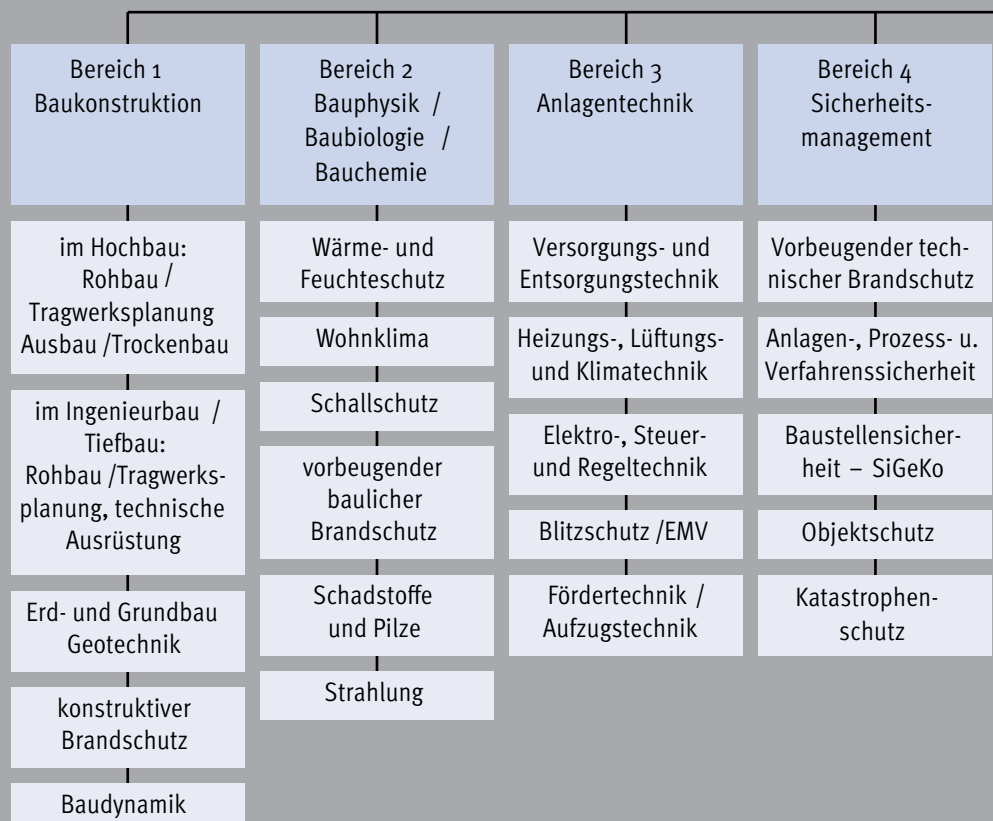 Bereich 1
Baukonstruktion
im Hochbau:
Rohbau /
Tragwerksplanung
Ausbau /Trockenbau
im Ingenieurbau /
Tiefbau:
Rohbau /Tragwerks-
planung, technische
Ausrüstung
Erd- und Grundbau
Geotechnik
konstruktiver
Brandschutz
Baudynamik
Bereich 2
Bauphysik /
Baubiologie /
Bauchemie
Wärme- und
Feuchteschutz
Wohnklima
Schallschutz
vorbeugender
baulicher
Brandschutz
Schadstoffe
und Pilze
Strahlung
Bereich 3
Anlagentechnik
Versorgungs- und
Entsorgungstechnik
Heizungs-, Lüftungs-
und Klimatechnik
Elektro-, Steuer-
und Regeltechnik
Blitzschutz /EMV
Fördertechnik /
Aufzugstechnik
Bereich 4
Sicherheits-
management
Vorbeugender tech-
nischer Brandschutz
Anlagen-, Prozess- u.
Verfahrenssicherheit
Baustellensicher-
heit – SiGeKo
Objektschutz
Katastrophen-
schutz